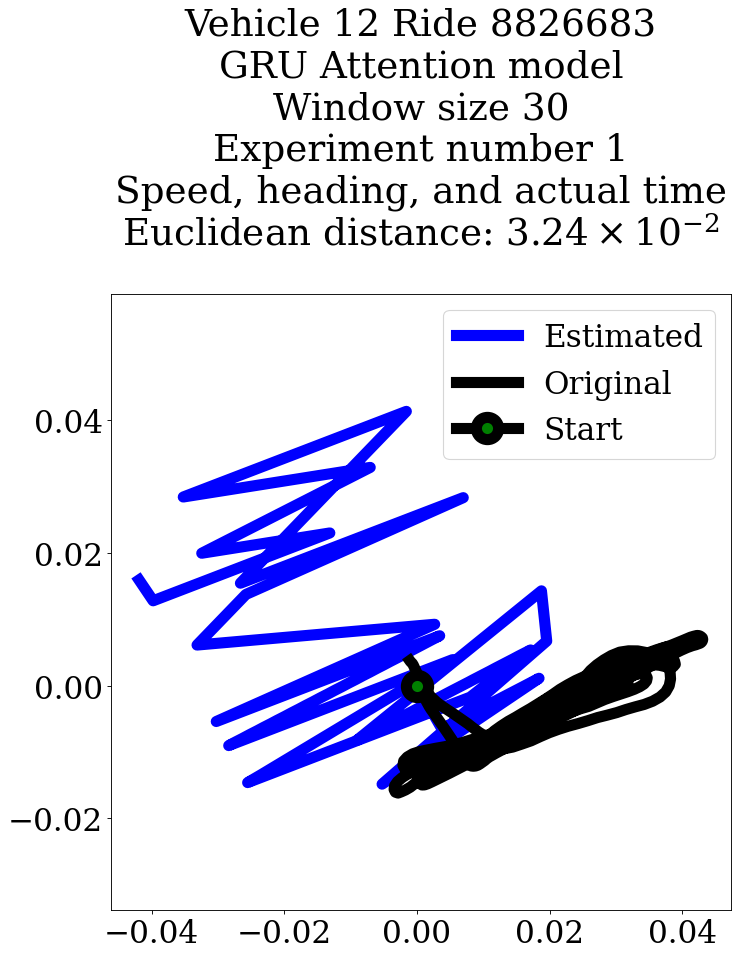 Vehicle 12 Ride 8826683
GRU Attention model
Window size 30
Experiment number 1
Speed, heading, and actual time
Euclidean distance: 3.24 × 10⁻²
Estimated
Original
Start
0.04
0.02
0.00
−0.02
−0.04 −0.02 0.00 0.02 0.04